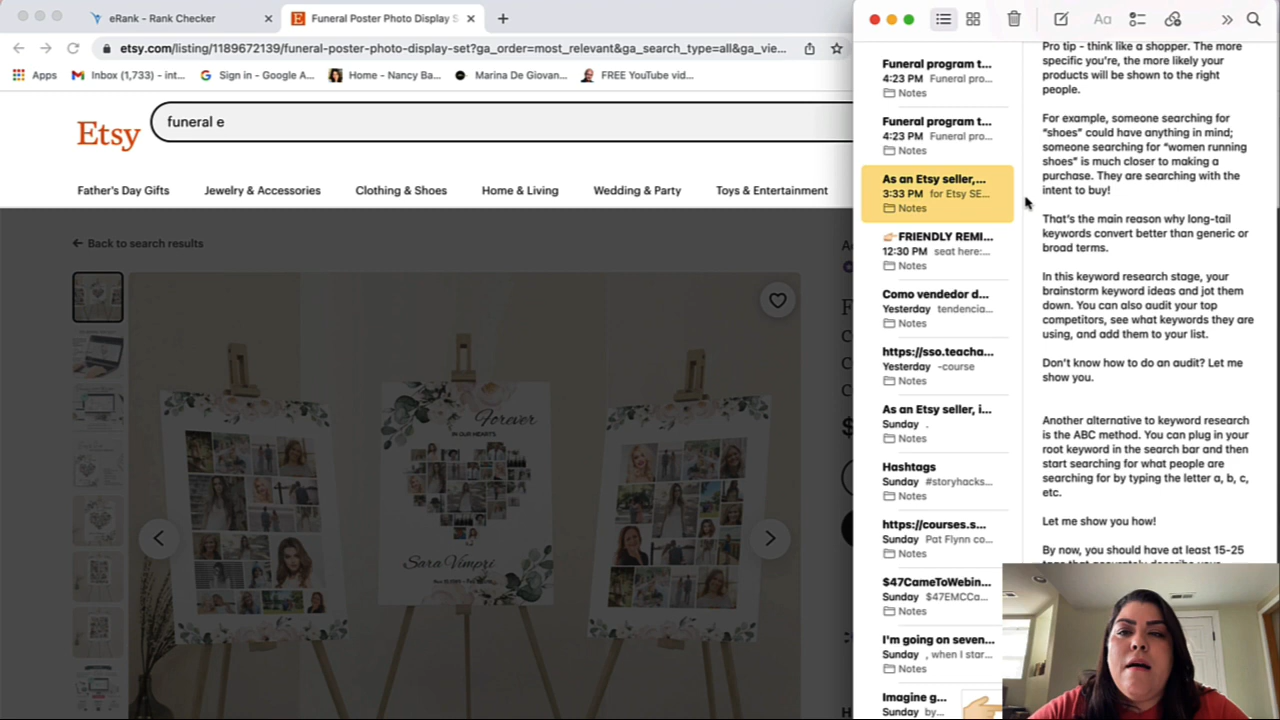 eRank - Rank Checker
Funeral Poster Photo Display S
etsy.com/listing/1189672139/funeral-poster-photo-display-set?ga_order=most_relevant&ga_search_type=all&ga_vie...
Apps
Inbox (1,733) - int...
Sign in - Google A...
Home - Nancy Ba...
Marina De Giovan...
FREE YouTube vid...
Etsy
funeral e
Father's Day Gifts
Jewelry & Accessories
Clothing & Shoes
Home & Living
Wedding & Party
Toys & Entertainment
Back to search results
Forever
IN OUR HEARTS
Sara Vimpri
Aa
Funeral program t...
4:23 PM Funeral pro...
Notes
Funeral program t...
4:23 PM Funeral pro...
Notes
As an Etsy seller,...
3:33 PM for Etsy SE...
Notes
👉🏻FRIENDLY REMI...
12:30 PM seat here:...
Notes
Como vendedor d...
Yesterday tendencia...
Notes
https://sso.teacha...
Yesterday -course
Notes
As an Etsy seller, i...
Sunday .
Notes
Hashtags
Sunday #storyhacks...
Notes
https://courses.s...
Sunday Pat Flynn co...
Notes
$47CameToWebin...
Sunday $47EMCCa...
Notes
I'm going on seven...
Sunday , when I star...
Notes
Imagine g...
Sunday by...
Notes
Pro tip - think like a shopper. The more
specific you're, the more likely your
products will be shown to the right
people.
For example, someone searching for
“shoes” could have anything in mind;
someone searching for “women running
shoes” is much closer to making a
purchase. They are searching with the
intent to buy!
That's the main reason why long-tail
keywords convert better than generic or
broad terms.
In this keyword research stage, your
brainstorm keyword ideas and jot them
down. You can also audit your top
competitors, see what keywords they are
using, and add them to your list.
Don't know how to do an audit? Let me
show you.
Another alternative to keyword research
is the ABC method. You can plug in your
root keyword in the search bar and then
start searching for what people are
searching for by typing the letter a, b, c,
etc.
Let me show you how!
By now, you should have at least 15-25